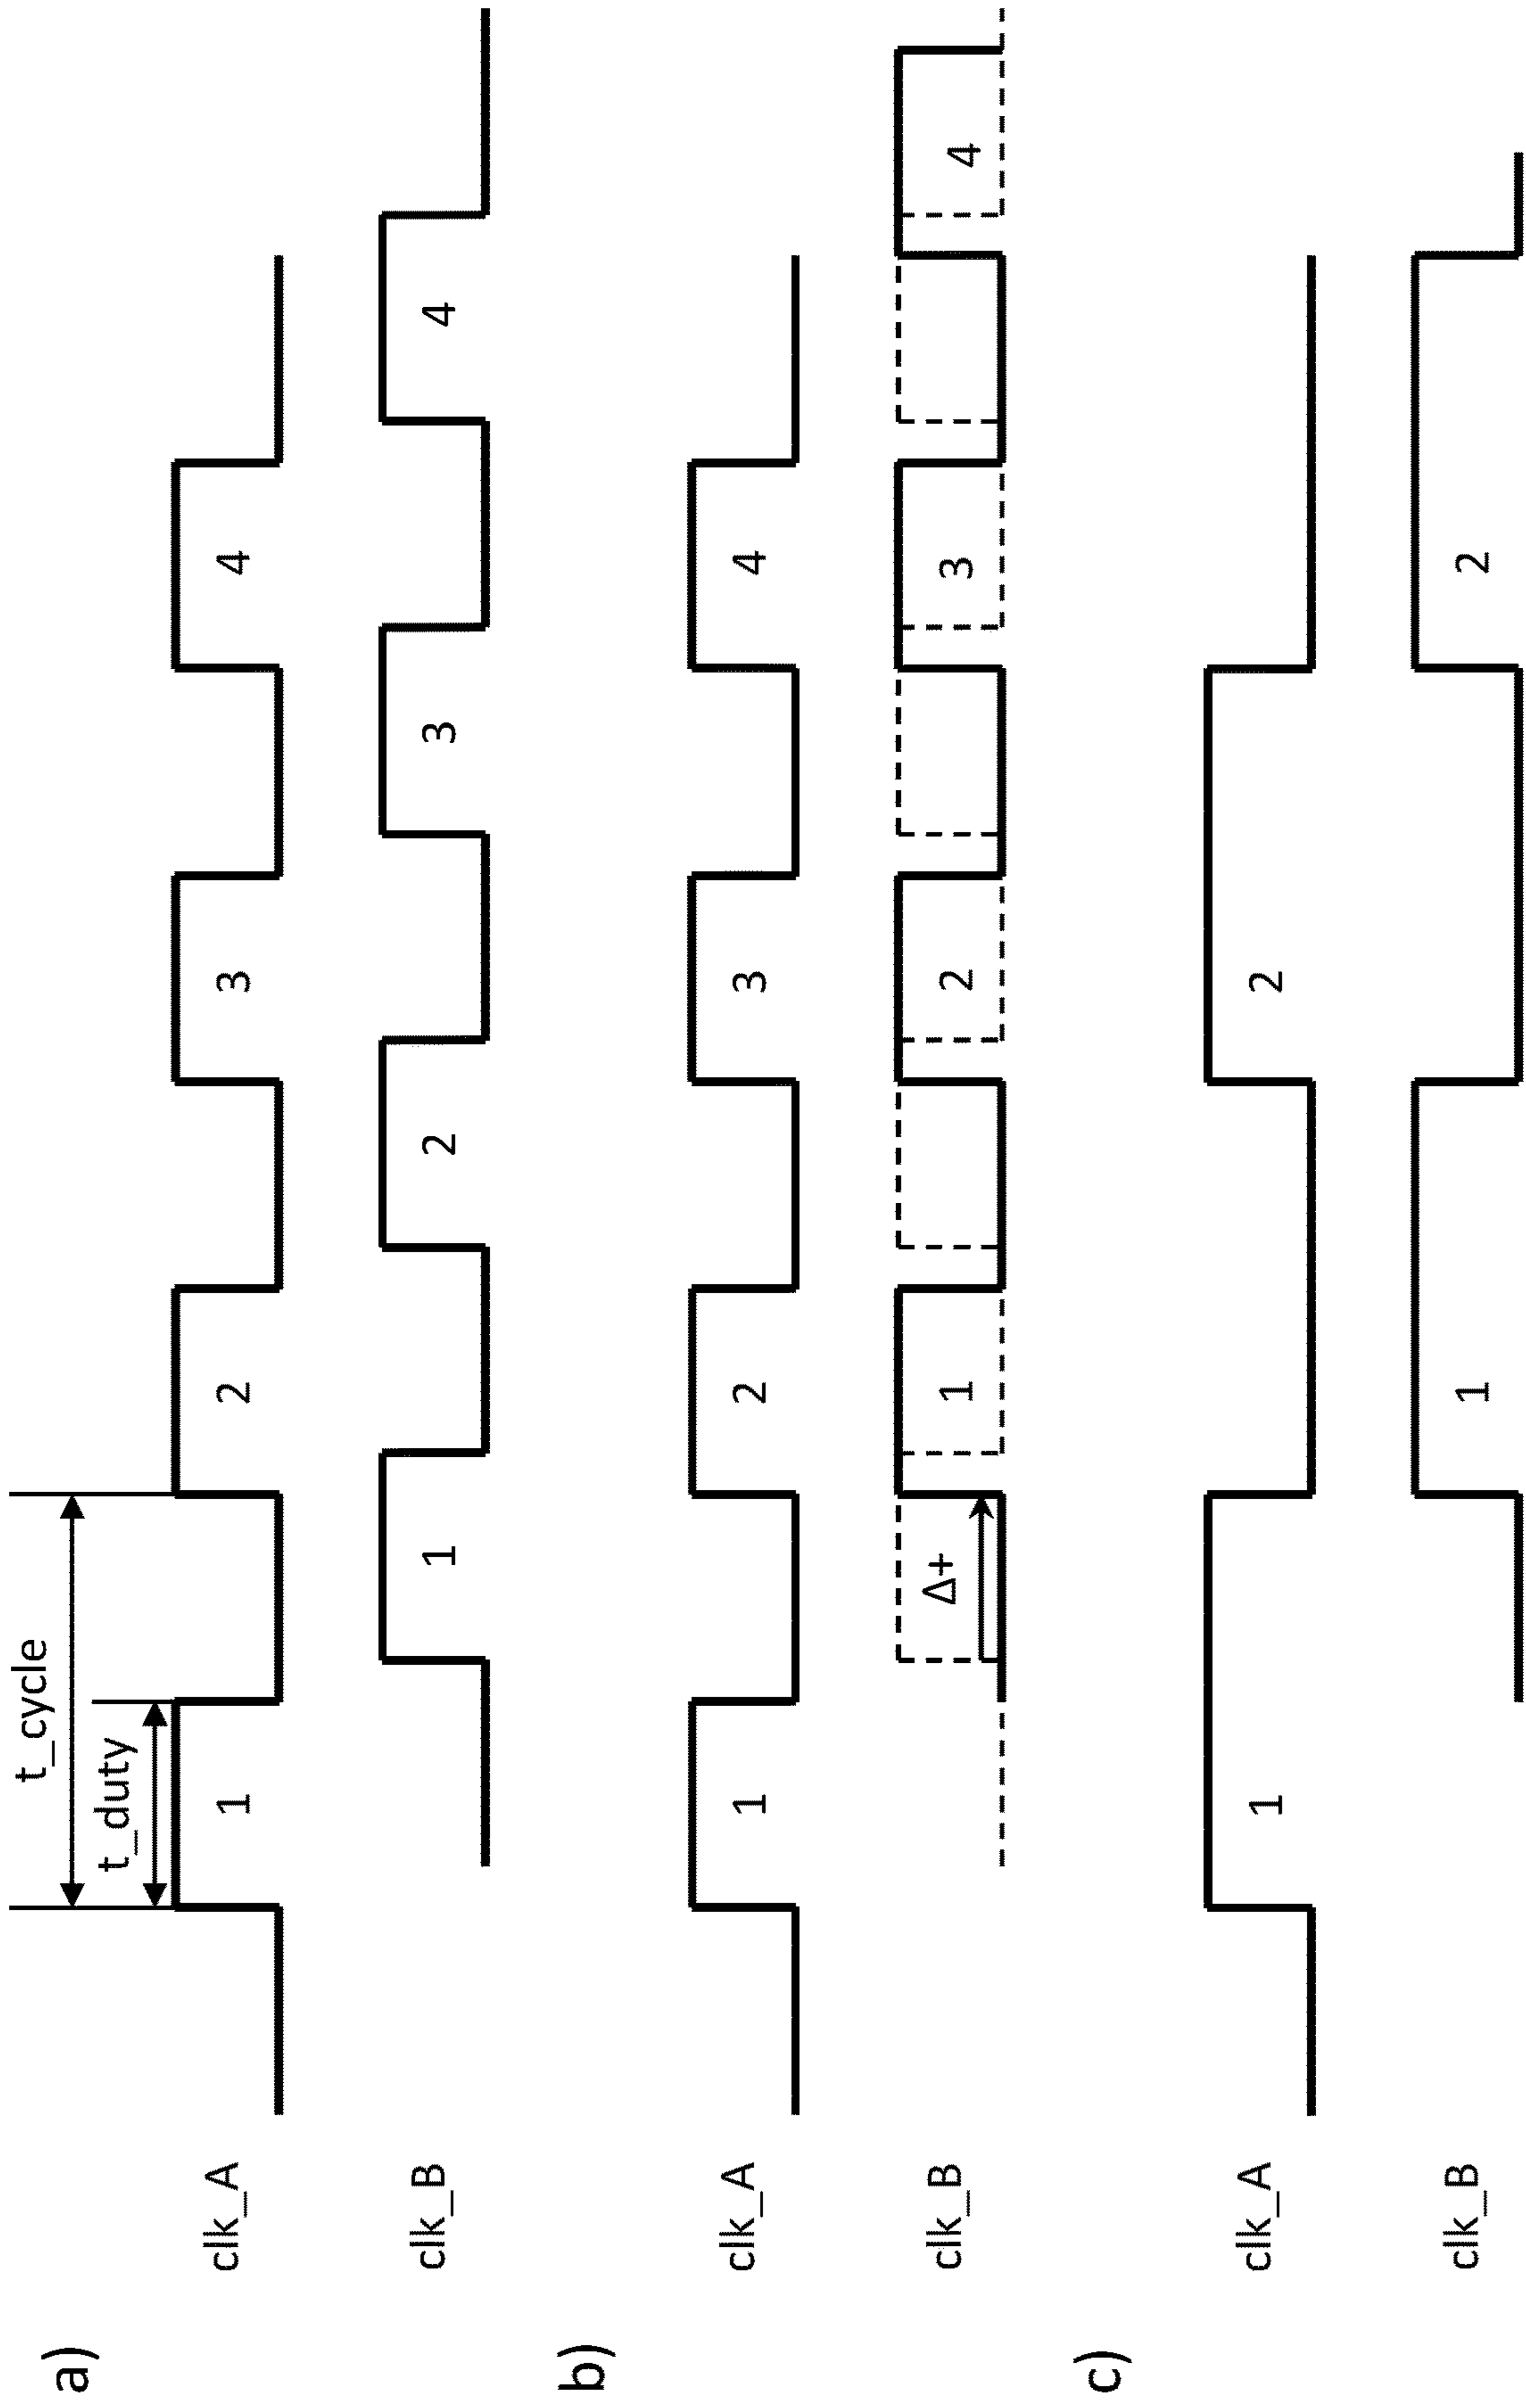 a)
t_cycle
t_duty
clk_A
1 2 3 4
clk_B
1 2 3 4
b)
clk_A
1 2 3 4
clk_B
Δ+
1 2 3 4
c)
clk_A
1 2
clk_B
1 2